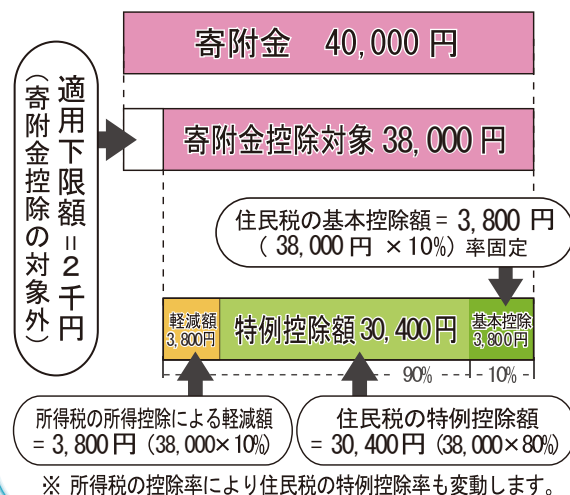 寄附金 40,000円
適用下限額=2千円
(寄附金控除の対象外)
寄附金控除対象 38,000円
住民税の基本控除額= 3,800 円
( 38,000 円 ×10%) 率固定
軽減額
3,800円
特例控除額 30,400円
基本控除
3,800円
90%
10%
所得税の所得控除による軽減額
= 3,800円 (38,000×10%)
住民税の特例控除額
= 30,400円 (38,000×80%)
※ 所得税の控除率により住民税の特例控除率も変動します。